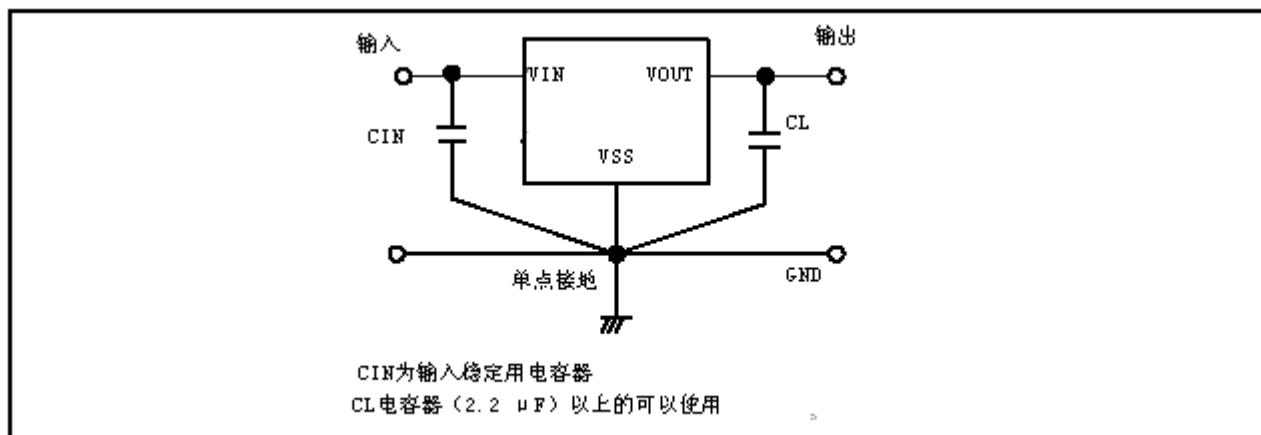 输入
输出
VIN
VOUT
CIN
CL
VSS
单点接地
GND
CIN为输入稳定用电容器
CL电容器（2.2 μF）以上的可以使用